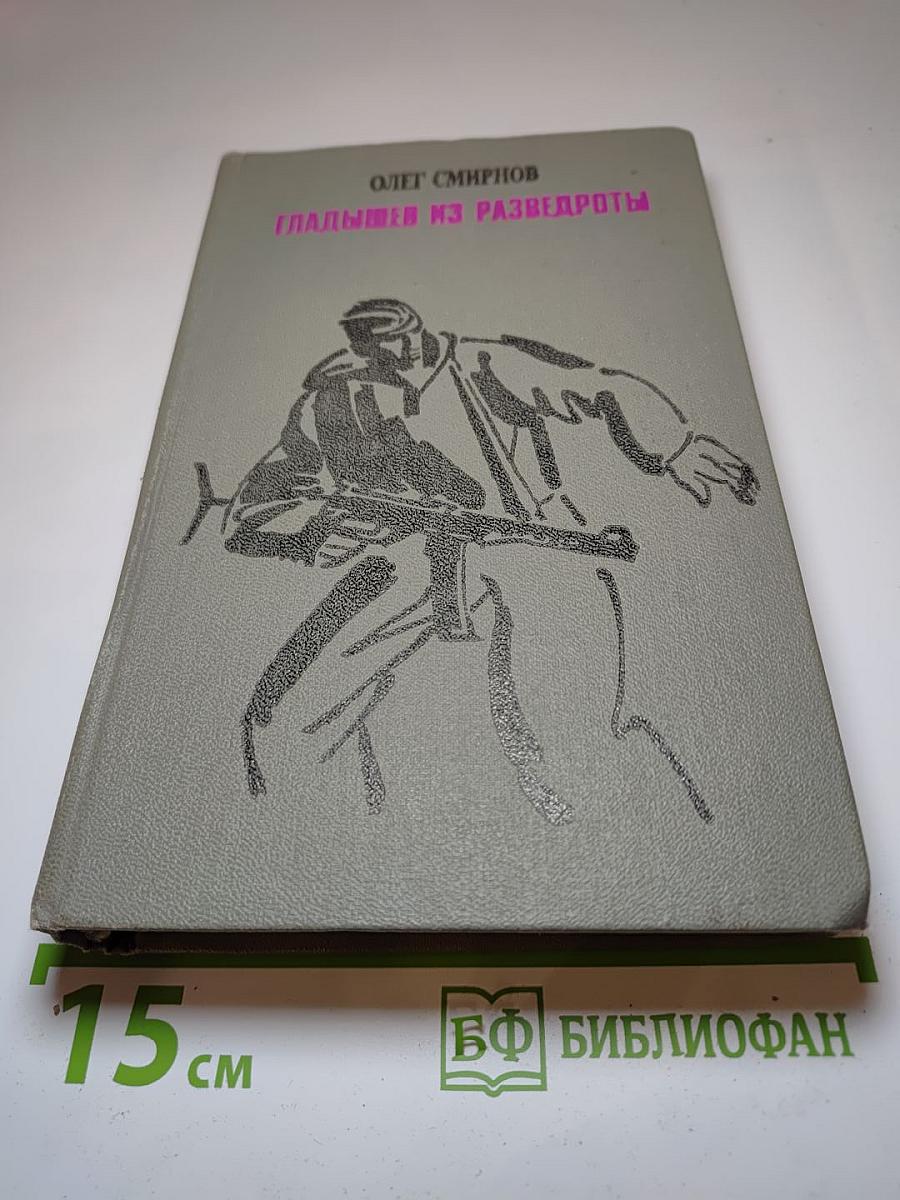 ОЛЕГ СМИРНОВ
ГЛАДЫШЕВ ИЗ РАЗВЕДРОТЫ
15 см
БФ БИБЛИОФАН